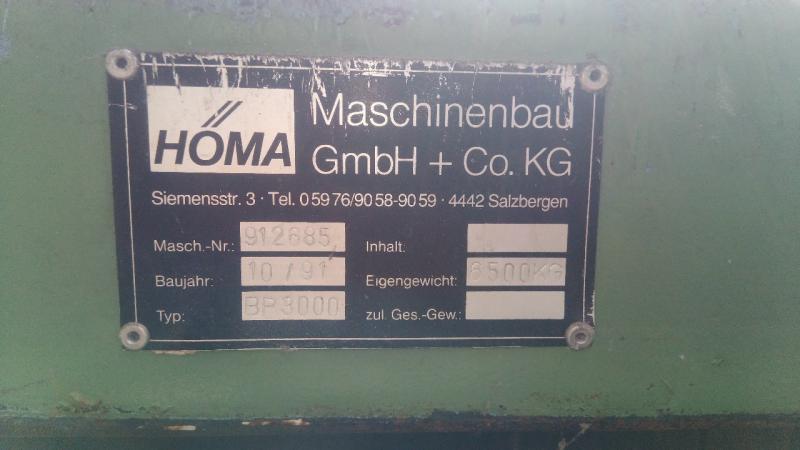 HÖMA
Maschinenbau
GmbH + Co. KG
Siemensstr. 3 · Tel. 0 59 76/90 58-90 59 · 4442 Salzbergen
Masch.-Nr.: 912685
Inhalt:
Baujahr: 10/91
Eigengewicht: 6500KG
Typ: BP3000
zul. Ges.-Gew.: